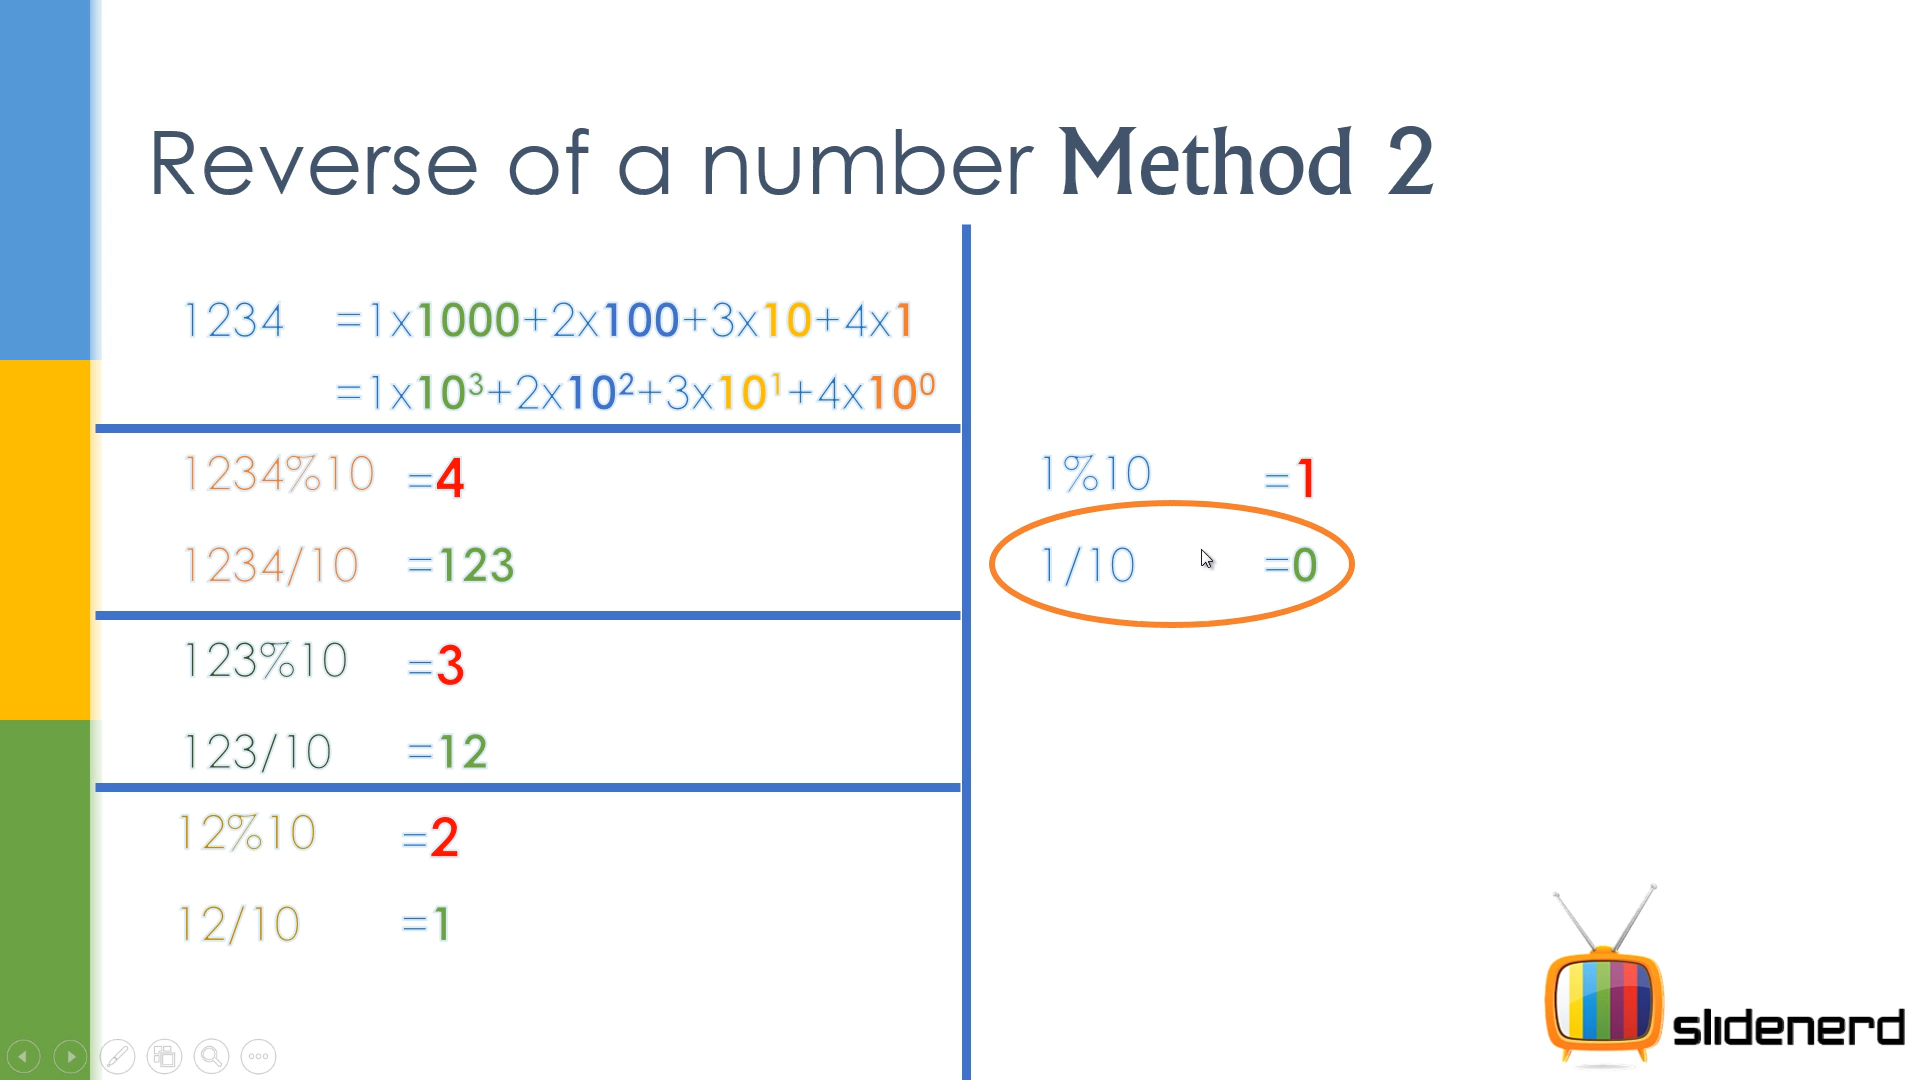 Reverse of a number Method 2
1234 =1x1000+2x100+3x10+4x1
=1x10³+2x10²+3x10¹+4x10⁰
1234%10 =4
1234/10 =123
123%10 =3
123/10 =12
12%10 =2
12/10 =1
1%10 =1
1/10 =0
slidenerd